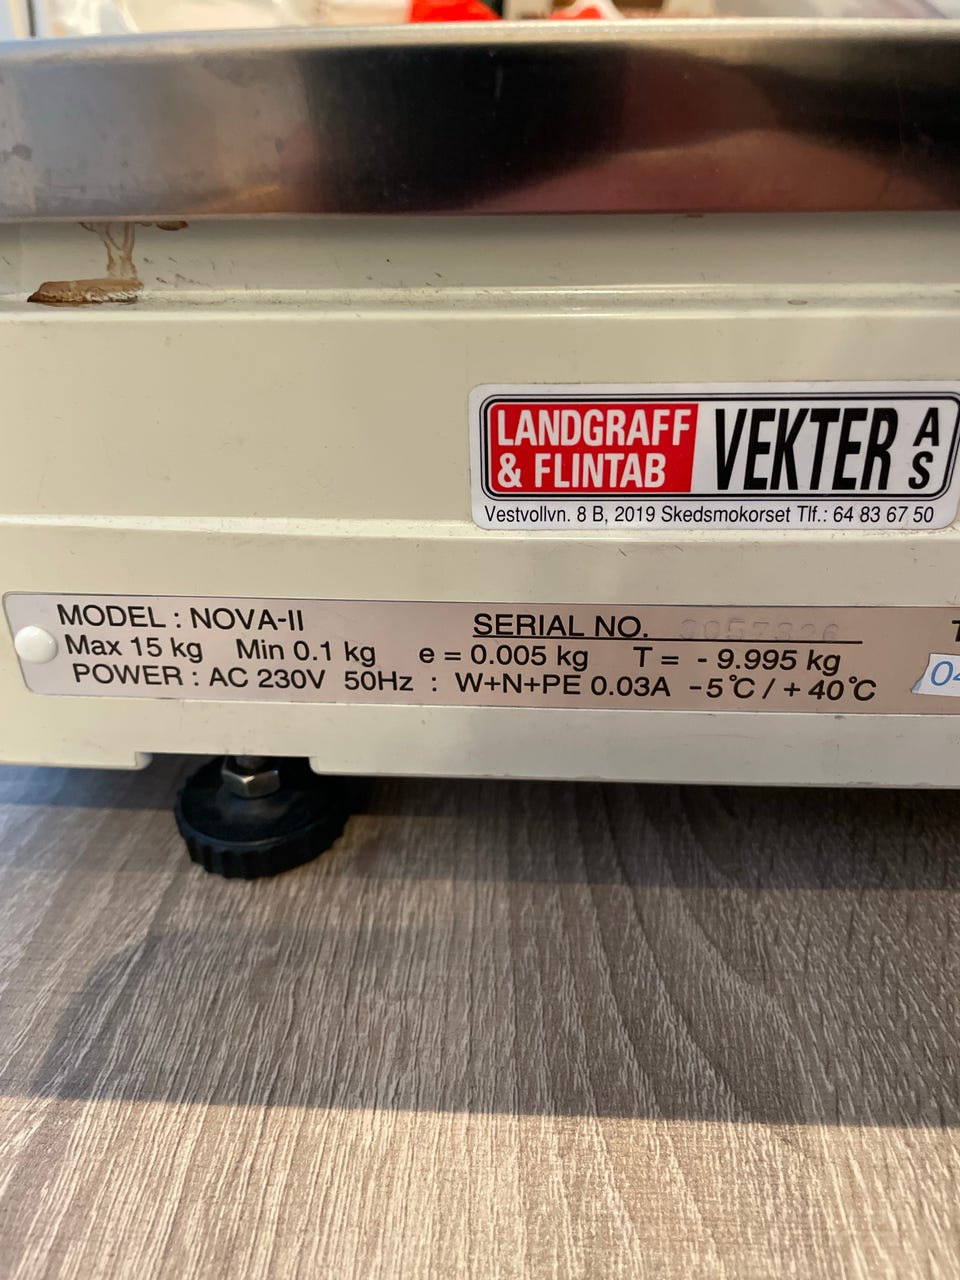 LANDGRAFF
& FLINTAB
VEKTER AS
Vestvollvn. 8 B, 2019 Skedsmokorset Tlf.: 64 83 67 50
MODEL : NOVA-II SERIAL NO.
Max 15 kg Min 0.1 kg e = 0.005 kg T = - 9.995 kg
POWER : AC 230V 50Hz : W+N+PE 0.03A -5°C / + 40°C